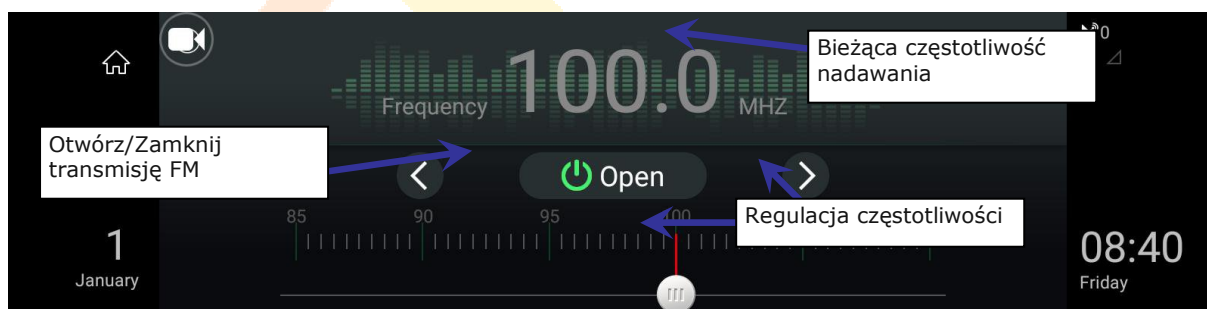 Bieżąca częstotliwość
nadawania
0
Frequency 100.0 MHZ
Otwórz/Zamknij
transmisję FM
Open
85 90 95 100
Regulacja częstotliwości
1
January
08:40
Friday